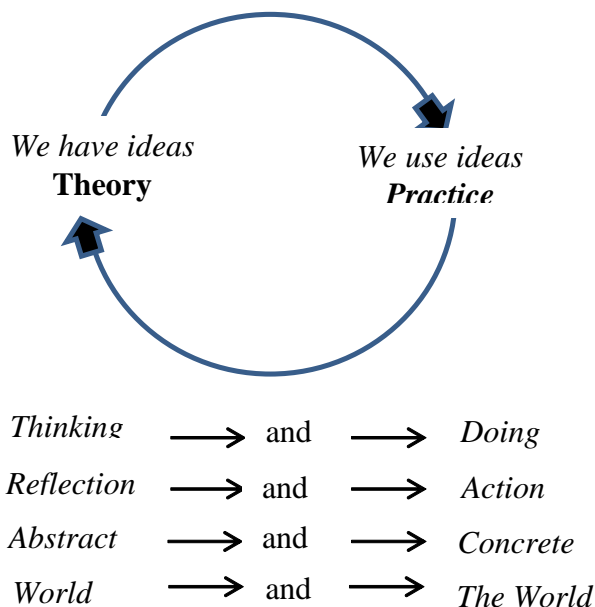 We have ideas
Theory
We use ideas
Practice
Thinking and Doing
Reflection and Action
Abstract and Concrete
World and The World